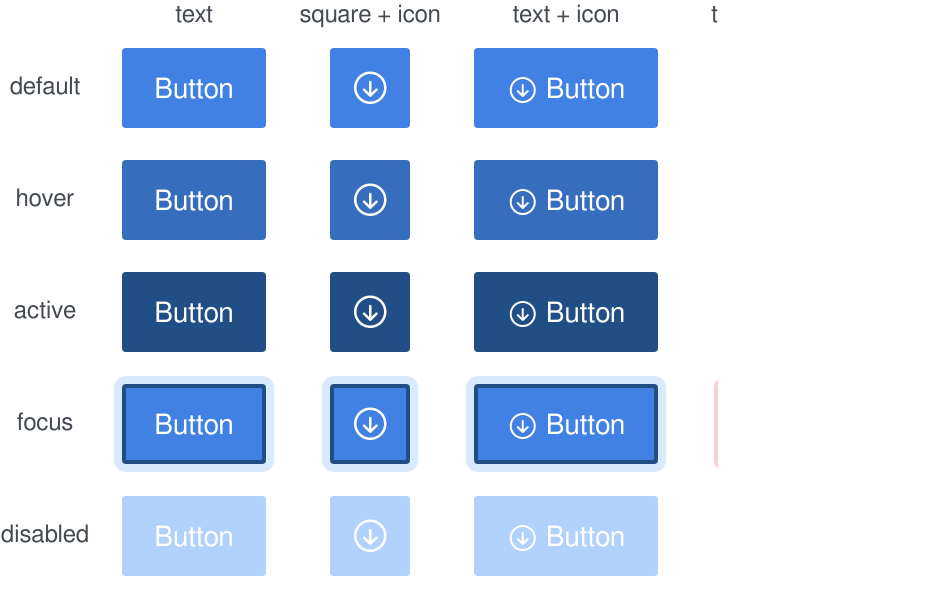 text square + icon text + icon t
default Button Button
hover Button Button
active Button Button
focus Button Button
disabled Button Button